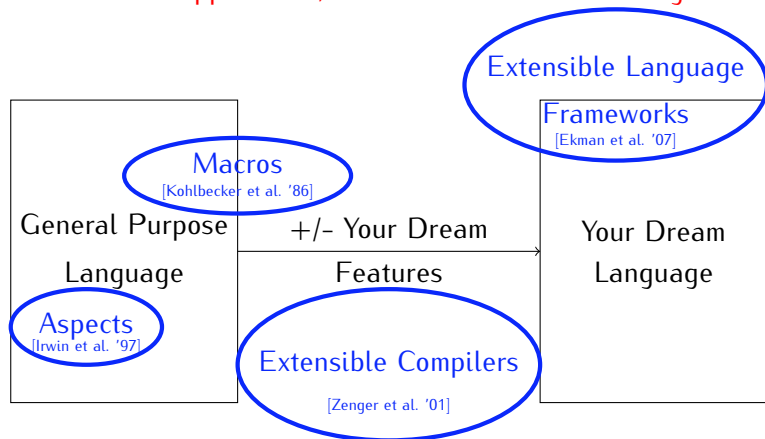 Extensible Language
Frameworks
[Ekman et al. '07]
Macros
[Kohlbecker et al. '86]
General Purpose
Language
+/- Your Dream
Features
Your Dream
Language
Aspects
[Irwin et al. '97]
Extensible Compilers
[Zenger et al. '01]